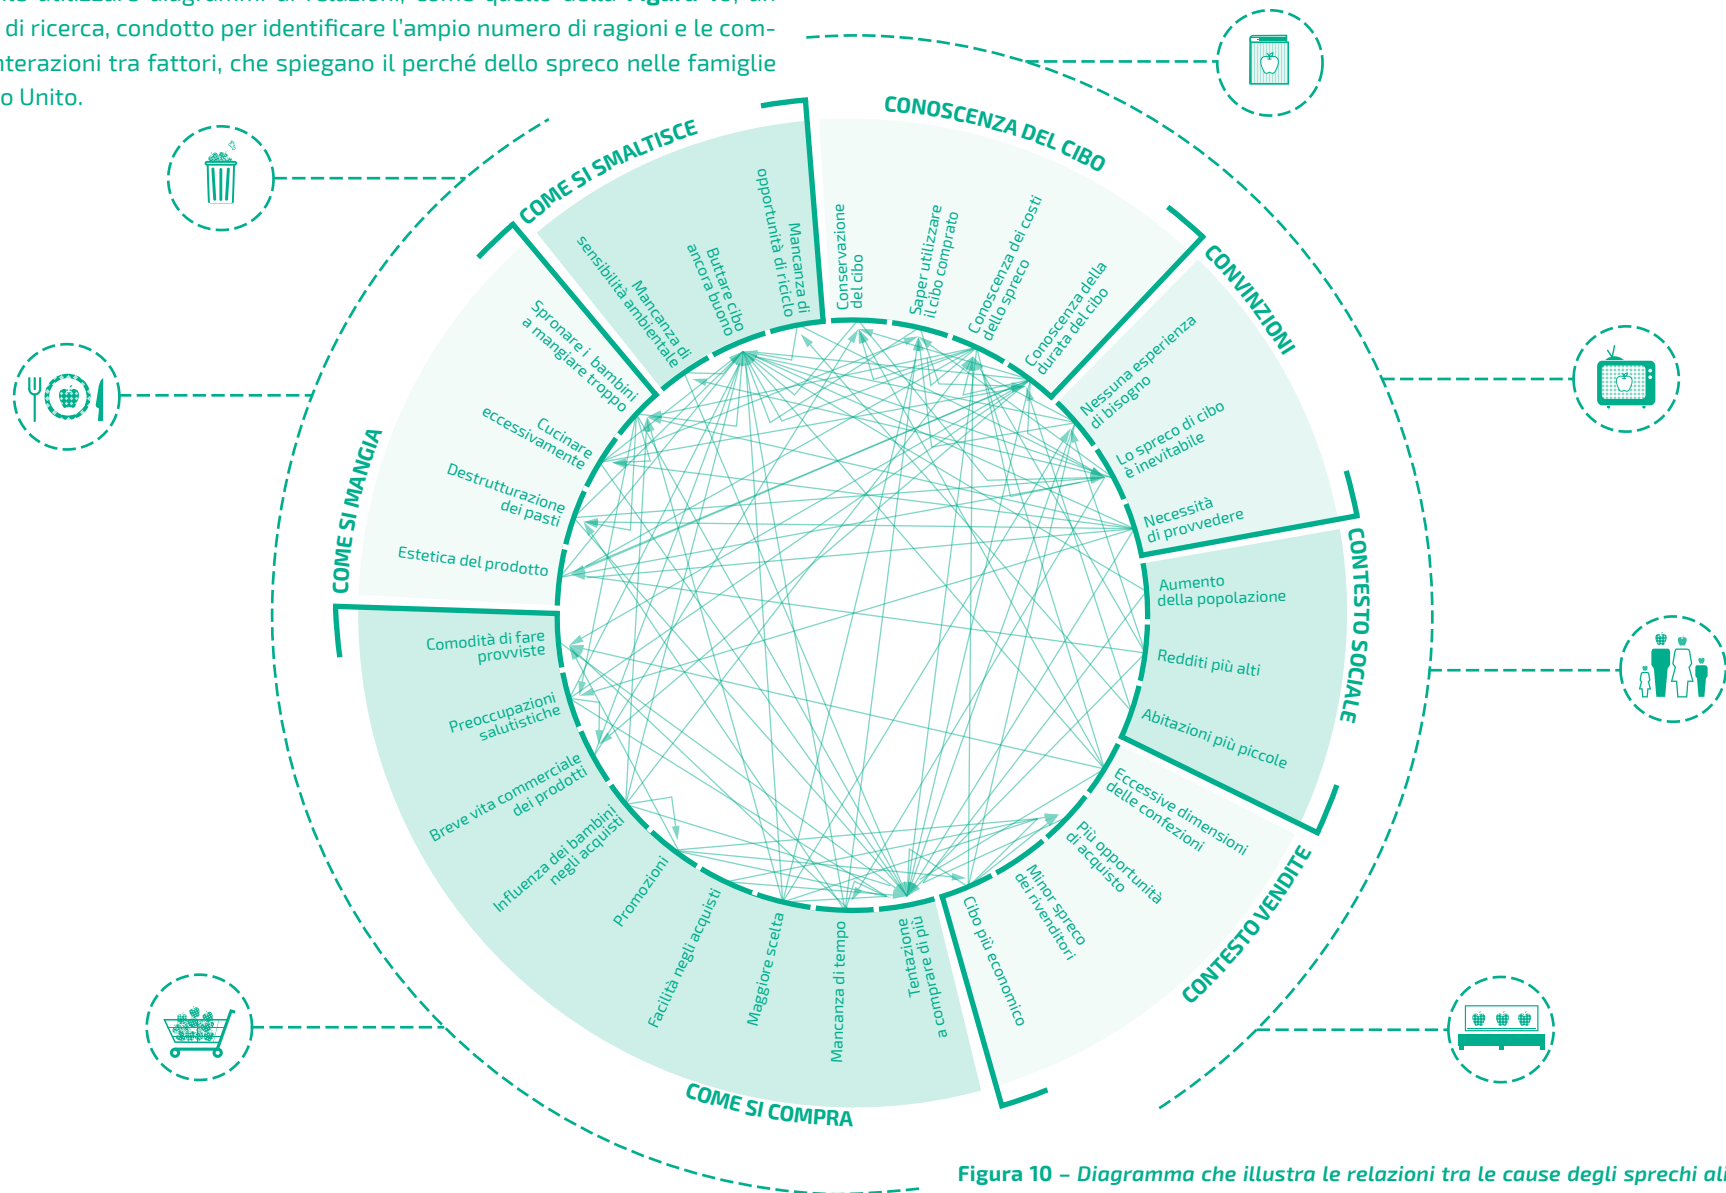 di ricerca, condotto per identificare l'ampio numero di ragioni e le com-
nterazioni tra fattori, che spiegano il perché dello spreco nelle famiglie
o Unito.
CONOSCENZA DEL CIBO
Conservazione
del cibo
Saper utilizzare
il cibo comprato
Conoscenza dei costi
dello spreco
Conoscenza della
durata del cibo
CONVINZIONI
Nessuna esperienza
di bisogno
Lo spreco di cibo
è inevitabile
Necessità
di provvedere
CONTESTO SOCIALE
Aumento
della popolazione
Redditi più alti
Abitazioni più piccole
CONTESTO VENDITE
Eccessive dimensioni
delle confezioni
Più opportunità
di acquisto
Minor spreco
dei rivenditori
Cibo più economico
COME SI COMPRA
Tentazione
a comprare di più
Mancanza di tempo
Maggiore scelta
Facilità negli acquisti
Promozioni
Influenza dei bambini
negli acquisti
Breve vita commerciale
dei prodotti
Preoccupazioni
salutistiche
Comodità di fare
provviste
COME SI MANGIA
Estetica del prodotto
Destrutturazione
dei pasti
Cucinare
eccessivamente
Spronare i bambini
a mangiare troppo
COME SI SMALTISCE
Mancanza di
sensibilità ambientale
Buttare cibo
ancora buono
Mancanza di
opportunità di riciclo
Figura 10 – Diagramma che illustra le relazioni tra le cause degli sprechi ali